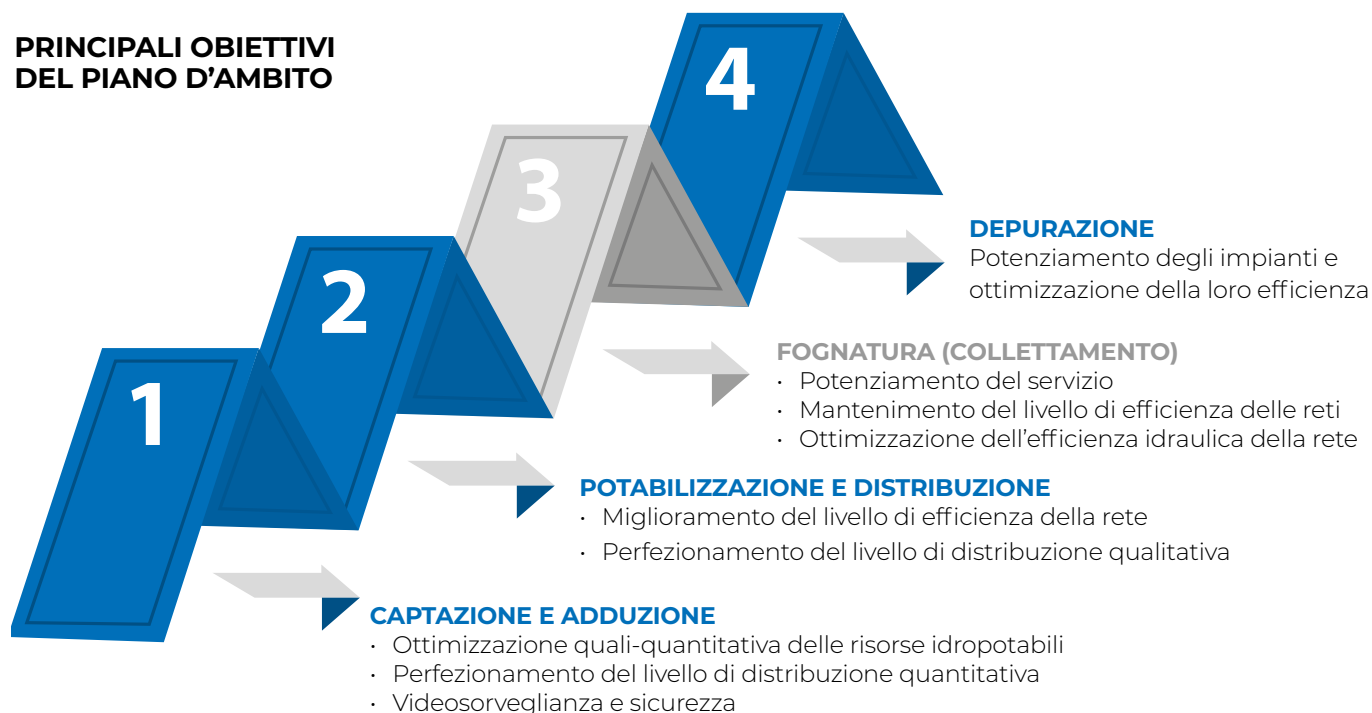 PRINCIPALI OBIETTIVI
DEL PIANO D'AMBITO
1
CAPTAZIONE E ADDUZIONE
• Ottimizzazione quali-quantitativa delle risorse idropotabili
• Perfezionamento del livello di distribuzione quantitativa
• Videosorveglianza e sicurezza
2
POTABILIZZAZIONE E DISTRIBUZIONE
• Miglioramento del livello di efficienza della rete
• Perfezionamento del livello di distribuzione qualitativa
3
FOGNATURA (COLLETTAMENTO)
• Potenziamento del servizio
• Mantenimento del livello di efficienza delle reti
• Ottimizzazione dell'efficienza idraulica della rete
4
DEPURAZIONE
Potenziamento degli impianti e
ottimizzazione della loro efficienza